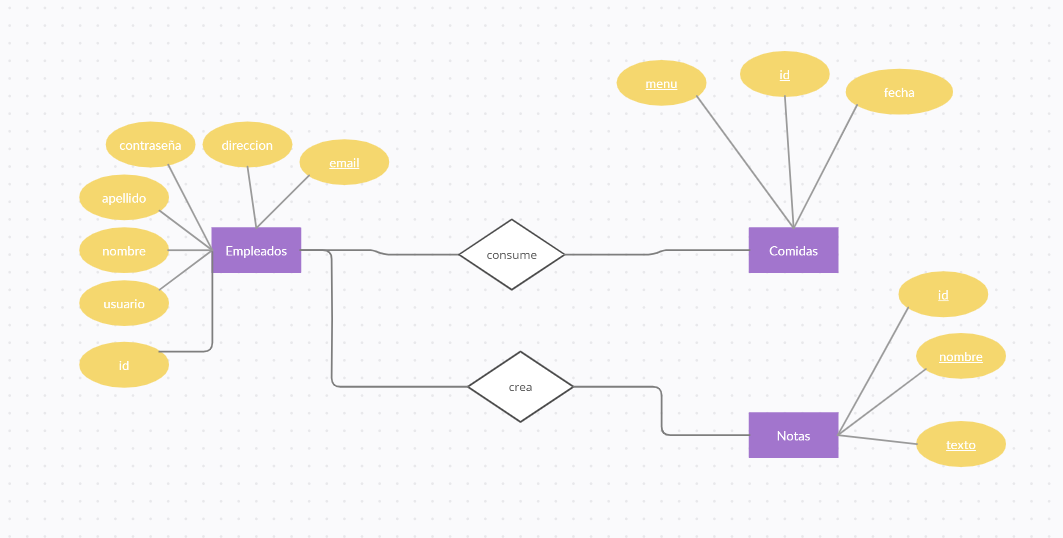 menu
id
fecha
contraseña
direccion
email
apellido
nombre
usuario
id
Empleados
consume
Comidas
crea
id
nombre
texto
Notas